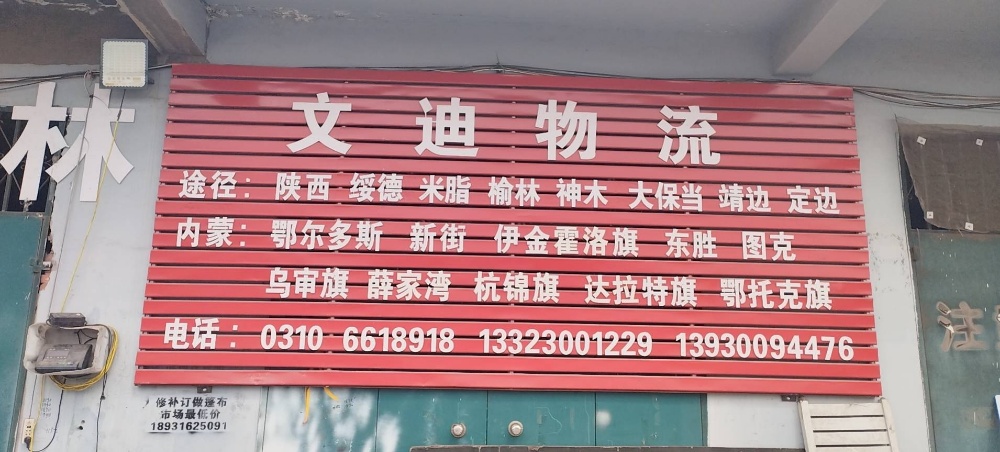 林
文迪物流
途径：陕西 绥德 米脂 榆林 神木 大保当 靖边 定边
内蒙：鄂尔多斯 新街 伊金霍洛旗 东胜 图克
乌审旗 薛家湾 杭锦旗 达拉特旗 鄂托克旗
电话：0310 6618918 13323001229 13930094476
修补订做蓬布
市场最低价
18931625091
注